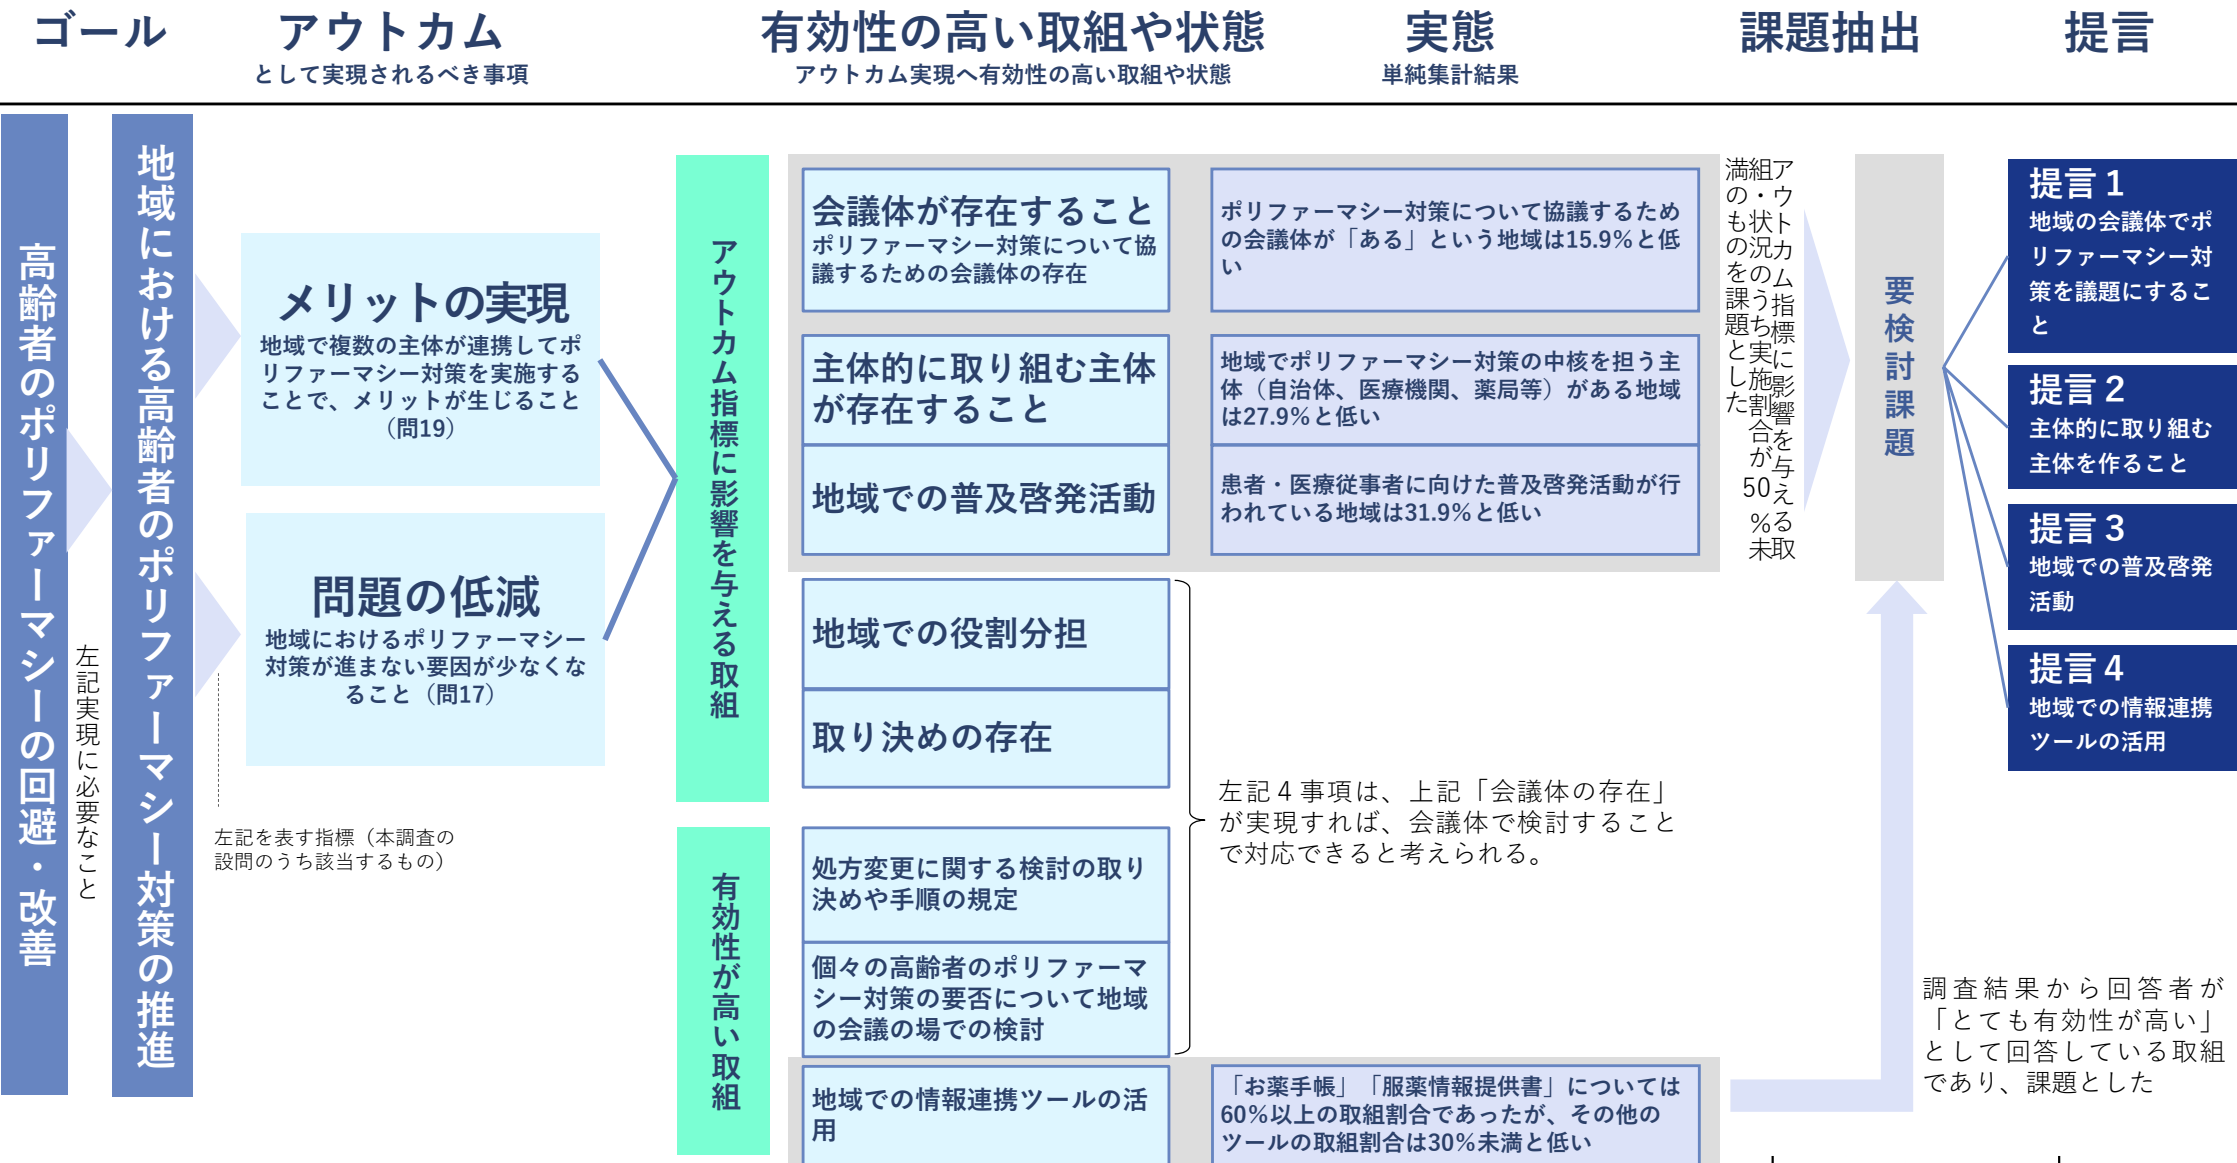 ゴール
アウトカム
として実現されるべき事項
有効性の高い取組や状態
アウトカム実現へ有効性の高い取組や状態
実態
単純集計結果
課題抽出
提言
高齢者のポリファーマシーの回避・改善
左記実現に必要なこと
地域における高齢者のポリファーマシー対策の推進
メリットの実現
地域で複数の主体が連携してポ
リファーマシー対策を実施する
ことで、メリットが生じること
（問19）
問題の低減
地域におけるポリファーマシー
対策が進まない要因が少なくな
ること（問17）
左記を表す指標（本調査の
設問のうち該当するもの）
アウトカム指標に影響を与える取組
会議体が存在すること
ポリファーマシー対策について協
議するための会議体の存在
主体的に取り組む主体
が存在すること
地域での普及啓発活動
地域での役割分担
取り決めの存在
有効性が高い取組
処方変更に関する検討の取り
決めや手順の規定
個々の高齢者のポリファーマ
シー対策の要否について地域
の会議の場での検討
地域での情報連携ツールの活
用
ポリファーマシー対策について協議するため
の会議体が「ある」という地域は15.9％と低
い
地域でポリファーマシー対策の中核を担う主
体（自治体、医療機関、薬局等）がある地域
は27.9％と低い
患者・医療従事者に向けた普及啓発活動が行
われている地域は31.9％と低い
左記４事項は、上記「会議体の存在」
が実現すれば、会議体で検討すること
で対応できると考えられる。
「お薬手帳」「服薬情報提供書」については
60％以上の取組割合であったが、その他の
ツールの取組割合は30％未満と低い
アウトカム指標に影響を与える取
組・状況のうち実施割合が50％未
満のものを課題とした
要検討課題
調査結果から回答者が
「とても有効性が高い」
として回答している取組
であり、課題とした
提言１
地域の会議体でポ
リファーマシー対
策を議題にするこ
と
提言２
主体的に取り組む
主体を作ること
提言３
地域での普及啓発
活動
提言４
地域での情報連携
ツールの活用